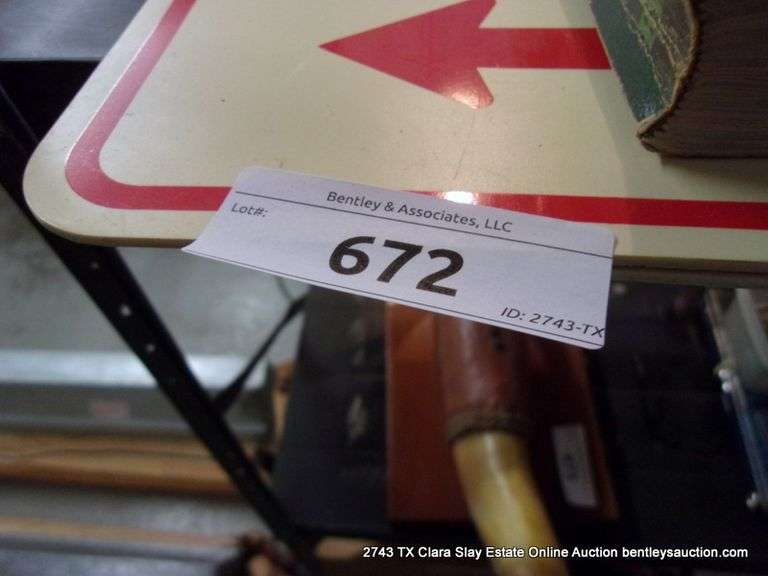 Bentley & Associates, LLC
Lot#:
672
ID: 2743-TX
2743 TX Clara Slay Estate Online Auction bentleysauction.com